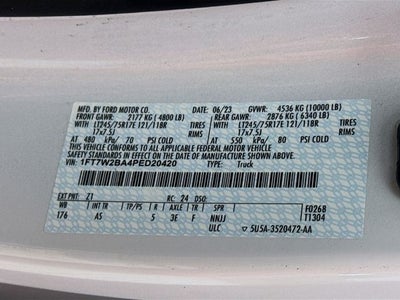 MFD. BY FORD MOTOR CO.
DATE: 06/23 GVWR: 4536 KG (10000 LB)
FRONT GAWR: 2177 KG (4800 LB) REAR GAWR: 2876 KG (6340 LB)
LT245/75R17E 121/118R TIRES LT245/75R17E 121/118R TIRES
17x7.5J RIMS 17x7.5J RIMS
AT 480 kPa/ 70 PSI COLD AT 550 kPa/ 80 PSI COLD
THIS VEHICLE CONFORMS TO ALL APPLICABLE FEDERAL MOTOR VEHICLE SAFETY STANDARDS IN EFFECT ON THE DATE OF MANUFACTURE SHOWN ABOVE.
VIN: 1FT7W2BA4PED20420
TYPE: Truck
EXT PNT: Z1 RC: 24 DSO:
WB INT TR TP/PS R AXLE TR SPR
176 AS 5 3E F NNJJ
F0268
T1304
ULC 5U5A-3520472-AA